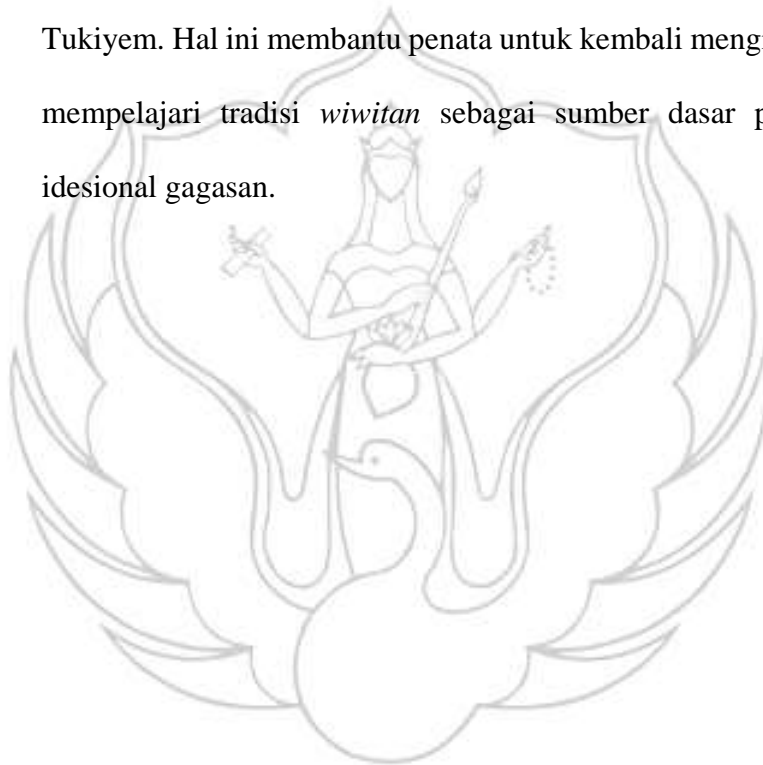 Tukiyem. Hal ini membantu penata untuk kembali
mempelajari tradisi wiwitan sebagai sumber dasar
idesional gagasan.